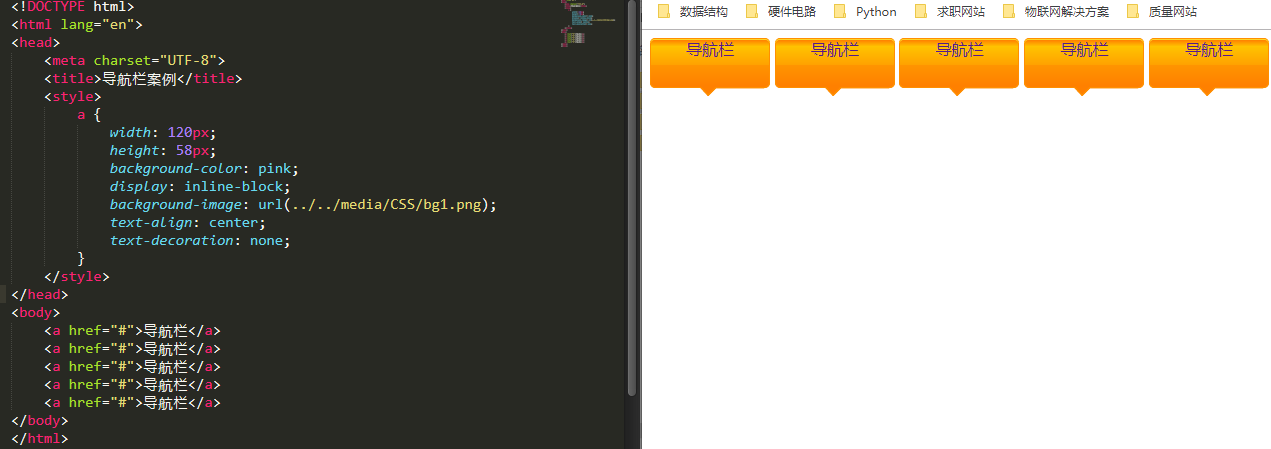 <!DOCTYPE html>
<html lang="en">
<head>
    <meta charset="UTF-8">
    <title>导航栏案例</title>
    <style>
        a {
            width: 120px;
            height: 58px;
            background-color: pink;
            display: inline-block;
            background-image: url(../../media/CSS/bg1.png);
            text-align: center;
            text-decoration: none;
        }
    </style>
</head>
<body>
    <a href="#">导航栏</a>
    <a href="#">导航栏</a>
    <a href="#">导航栏</a>
    <a href="#">导航栏</a>
    <a href="#">导航栏</a>
</body>
</html>
数据结构 硬件电路 Python 求职网站 物联网解决方案 质量网站
导航栏 导航栏 导航栏 导航栏 导航栏